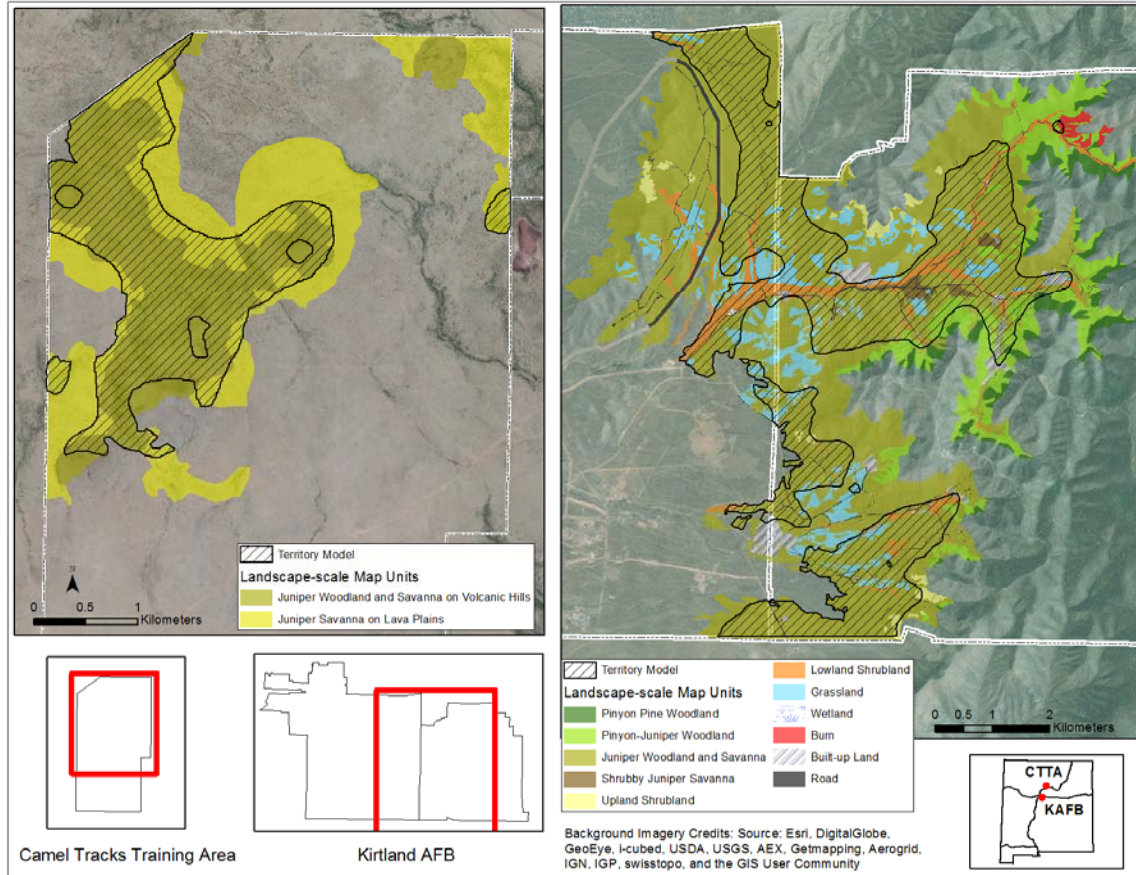 Territory Model
Landscape-scale Map Units
Juniper Woodland and Savanna on Volcanic Hills
Juniper Savanna on Lava Plains
N
0 0.5 1
Kilometers
Camel Tracks Training Area
Kirtland AFB
Territory Model
Landscape-scale Map Units
Pinyon Pine Woodland
Pinyon-Juniper Woodland
Juniper Woodland and Savanna
Shrubby Juniper Savanna
Upland Shrubland
Lowland Shrubland
Grassland
Wetland
Burn
Built-up Land
Road
0 0.5 1 2
Kilometers
CTTA
KAFB
Background Imagery Credits: Source: Esri, DigitalGlobe,
GeoEye, i-cubed, USDA, USGS, AEX, Getmapping, Aerogrid,
IGN, IGP, swisstopo, and the GIS User Community